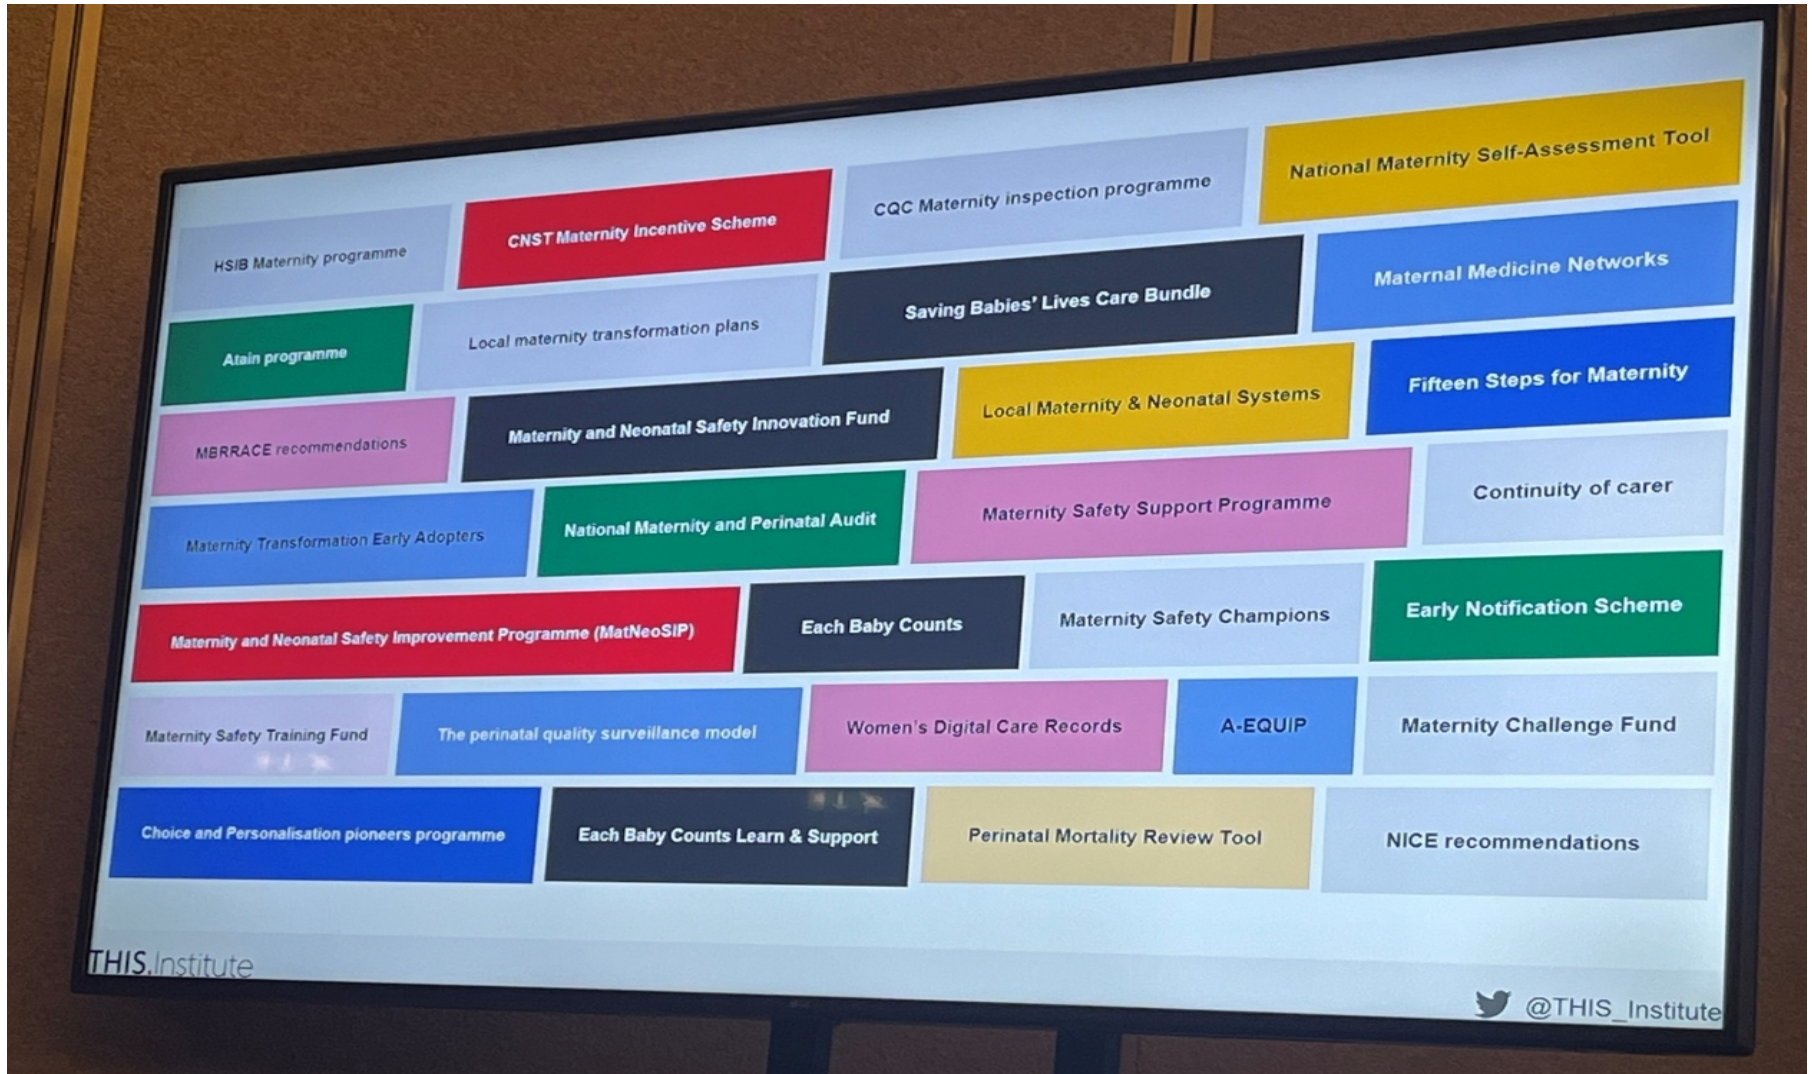 HSIB Maternity programme
CNST Maternity Incentive Scheme
CQC Maternity inspection programme
National Maternity Self-Assessment Tool
Atain programme
Local maternity transformation plans
Saving Babies' Lives Care Bundle
Maternal Medicine Networks
MBRRACE recommendations
Maternity and Neonatal Safety Innovation Fund
Local Maternity & Neonatal Systems
Fifteen Steps for Maternity
Maternity Transformation Early Adopters
National Maternity and Perinatal Audit
Maternity Safety Support Programme
Continuity of carer
Maternity and Neonatal Safety Improvement Programme (MatNeoSIP)
Each Baby Counts
Maternity Safety Champions
Early Notification Scheme
Maternity Safety Training Fund
The perinatal quality surveillance model
Women's Digital Care Records
A-EQUIP
Maternity Challenge Fund
Choice and Personalisation pioneers programme
Each Baby Counts Learn & Support
Perinatal Mortality Review Tool
NICE recommendations
THIS.Institute
@THIS_Institute